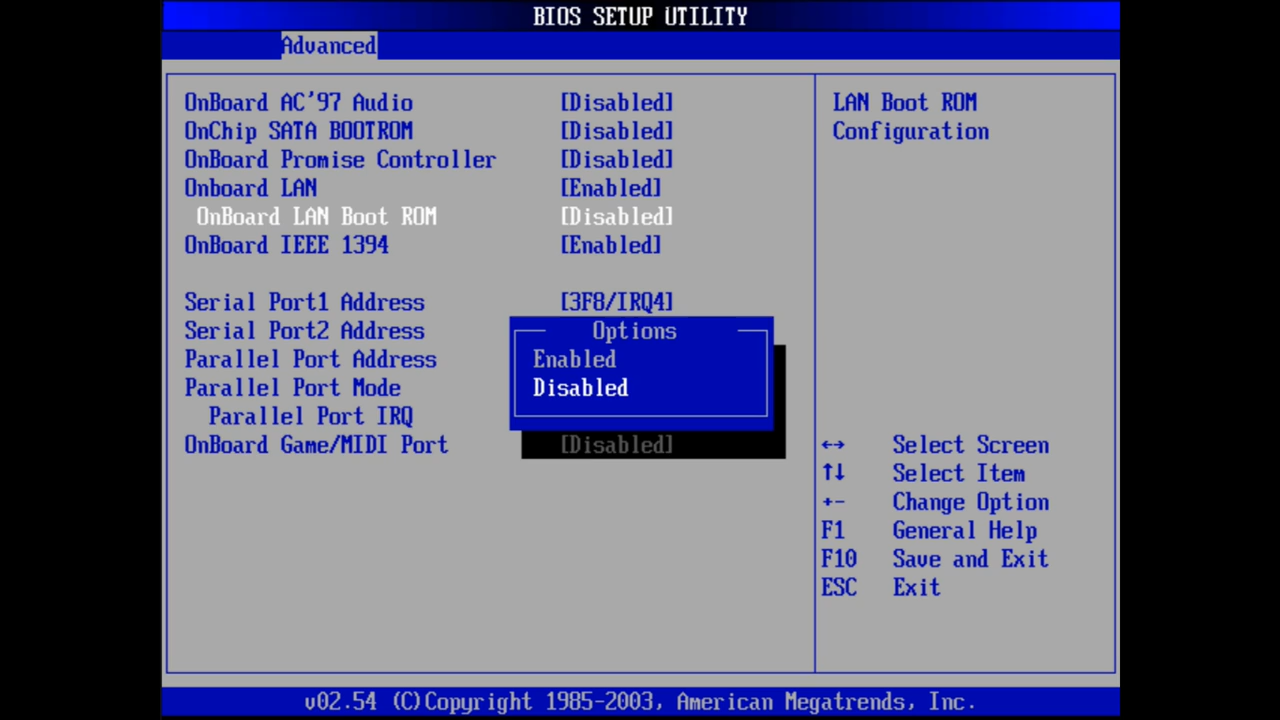 BIOS SETUP UTILITY
Advanced
OnBoard AC'97 Audio [Disabled]
OnChip SATA BOOTROM [Disabled]
OnBoard Promise Controller [Disabled]
Onboard LAN [Enabled]
OnBoard LAN Boot ROM [Disabled]
OnBoard IEEE 1394 [Enabled]
Serial Port1 Address [3F8/IRQ4]
Serial Port2 Address
Parallel Port Address
Parallel Port Mode
Parallel Port IRQ
OnBoard Game/MIDI Port [Disabled]
Options
Enabled
Disabled
LAN Boot ROM
Configuration
↔ Select Screen
↑↓ Select Item
+- Change Option
F1 General Help
F10 Save and Exit
ESC Exit
v02.54 (C)Copyright 1985-2003, American Megatrends, Inc.